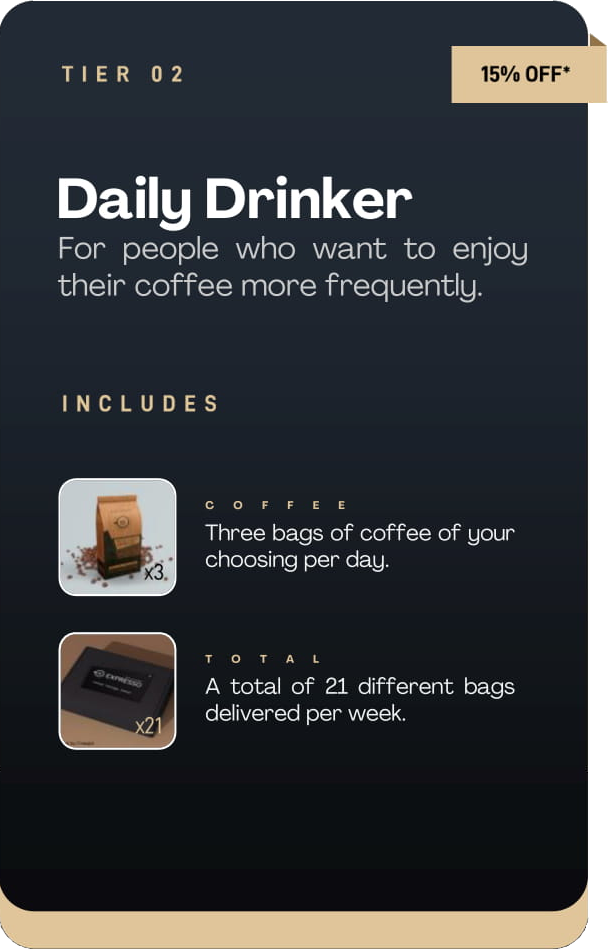 TIER 02
15% OFF*
Daily Drinker
For people who want to enjoy
their coffee more frequently.
INCLUDES
COFFEE
Three bags of coffee of your
choosing per day.
x3
TOTAL
A total of 21 different bags
delivered per week.
EXPRESSO
x21